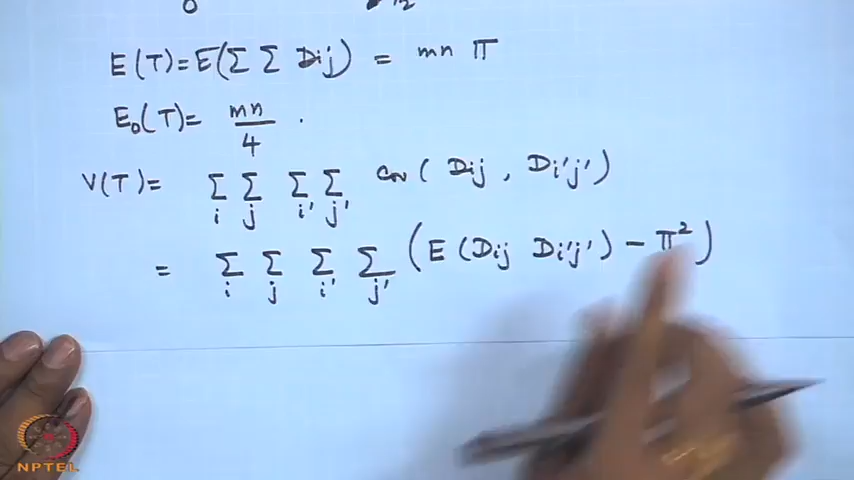 E(T) = E(Σ Σ Dij) = mn π
E₀(T) = mn/4 .
V(T) = Σ_i Σ_j Σ_i' Σ_j' Cov( Dij , Di'j' )
= Σ_i Σ_j Σ_i' Σ_j' ( E (Dij Di'j') − π² )
NPTEL